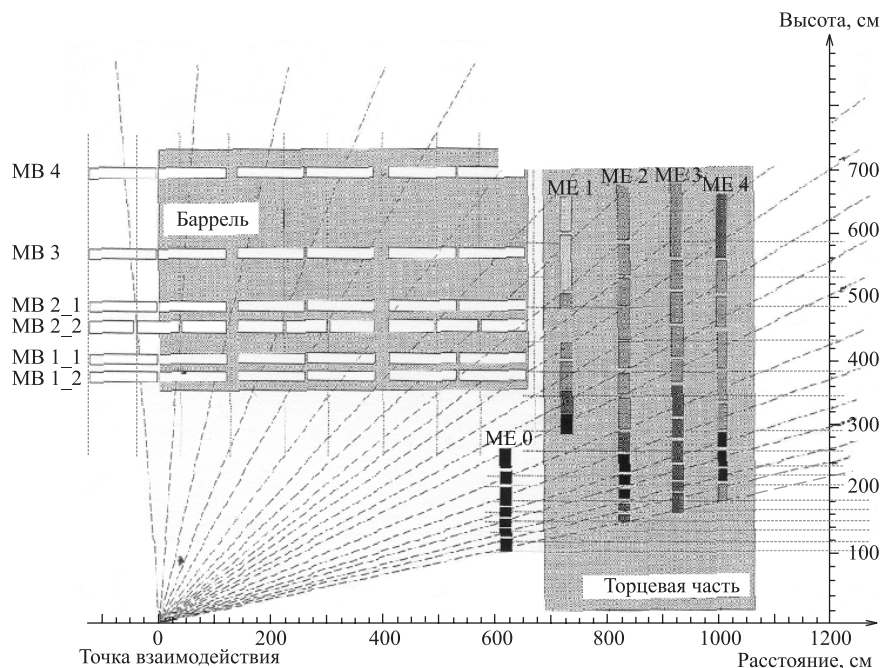 Высота, см
MB 4
ME 1
ME 2
ME 3
ME 4
700
Баррель
600
MB 3
MB 2_1
500
MB 2_2
MB 1_1
400
MB 1_2
300
ME 0
200
100
Торцевая часть
0
200
400
600
800
1000
1200
Точка взаимодействия
Расстояние, см